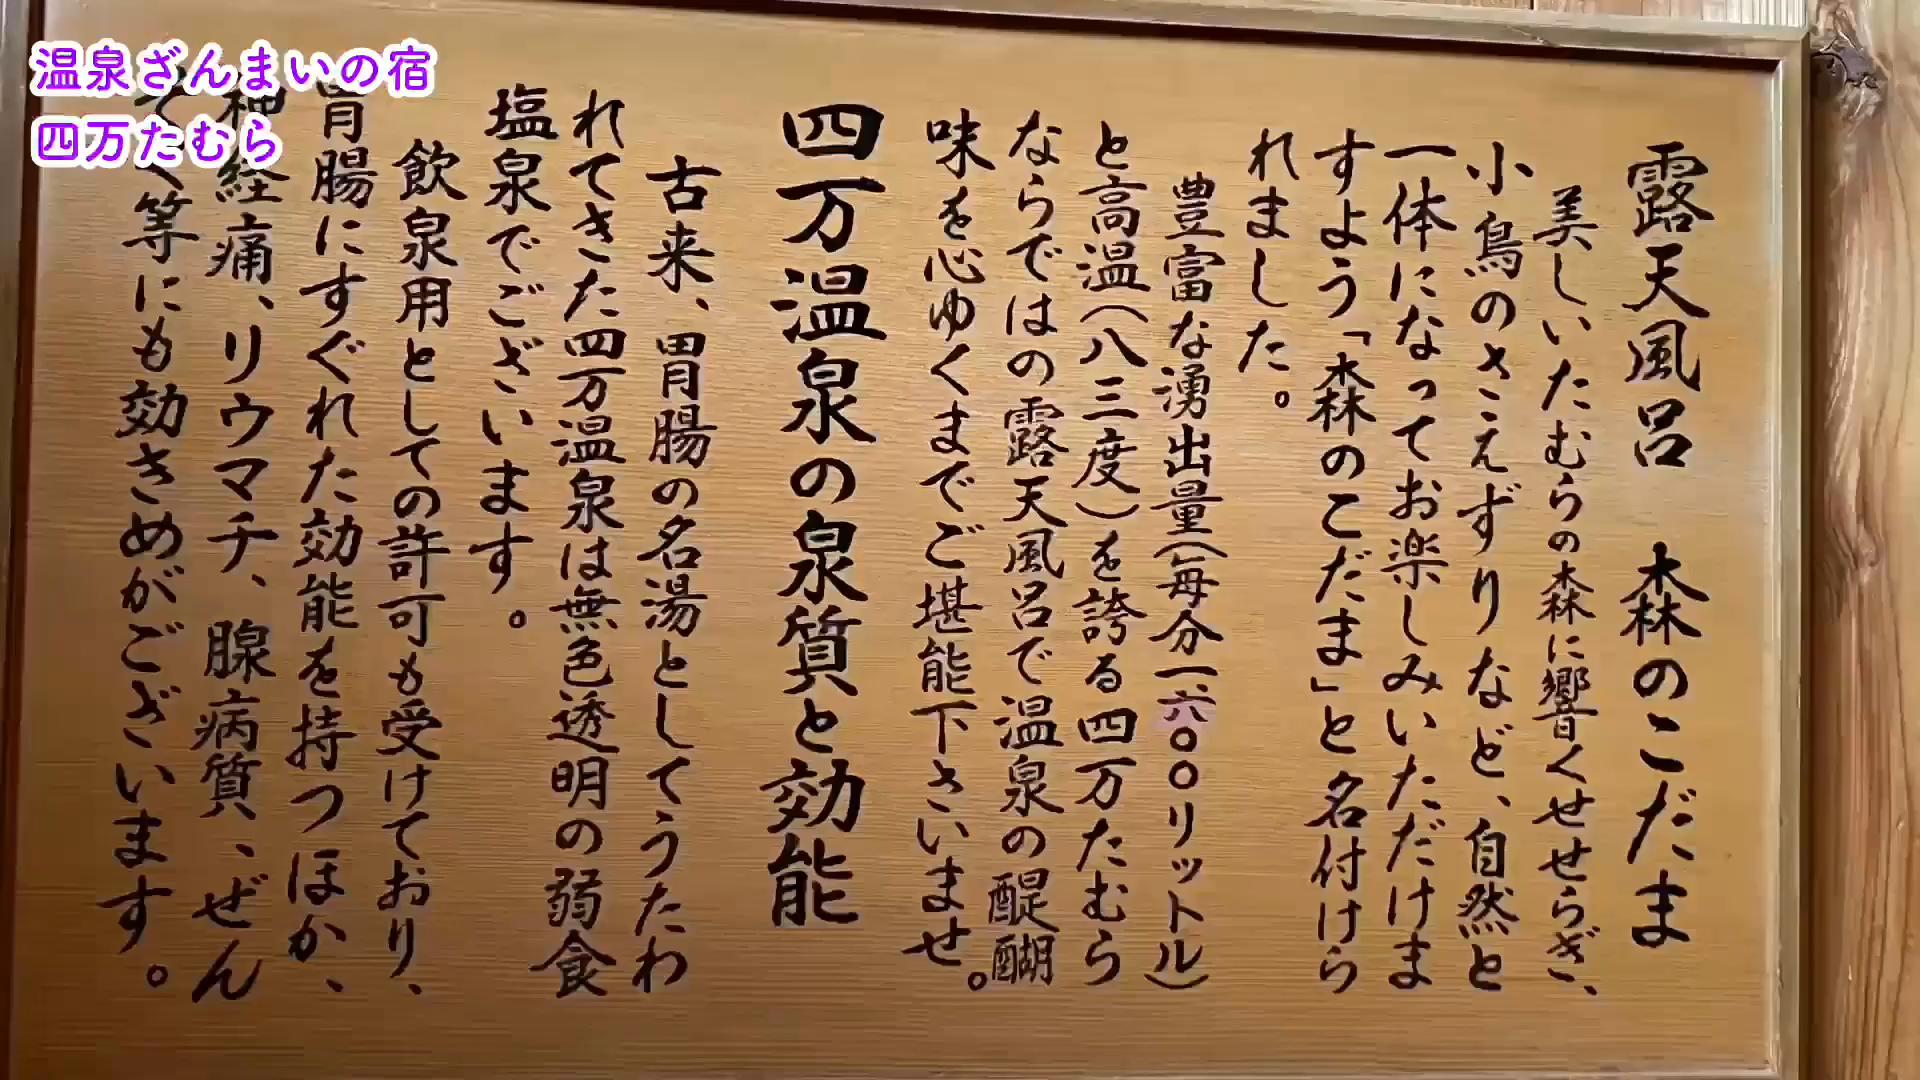 温泉ざんまいの宿
四万たむら
露天風呂 森のこだま
美しいたむらの森に響くせせらぎ、
小鳥のさえずりなど、自然と
一体になってお楽しみいただけま
すよう「森のこだま」と名付けら
れました。
豊富な湧出量(毎分一六〇〇リットル)
と高温(八三度)を誇る四万たむら
ならではの露天風呂で温泉の醍醐
味を心ゆくまでご堪能下さいませ。
四万温泉の泉質と効能
古来、胃腸の名湯としてうたわ
れてきた四万温泉は無色透明の弱食
塩泉でございます。
飲泉用としての許可も受けており、
胃腸にすぐれた効能を持つほか、
神経痛、リウマチ、腺病質、ぜん
そく等にも効きめがございます。